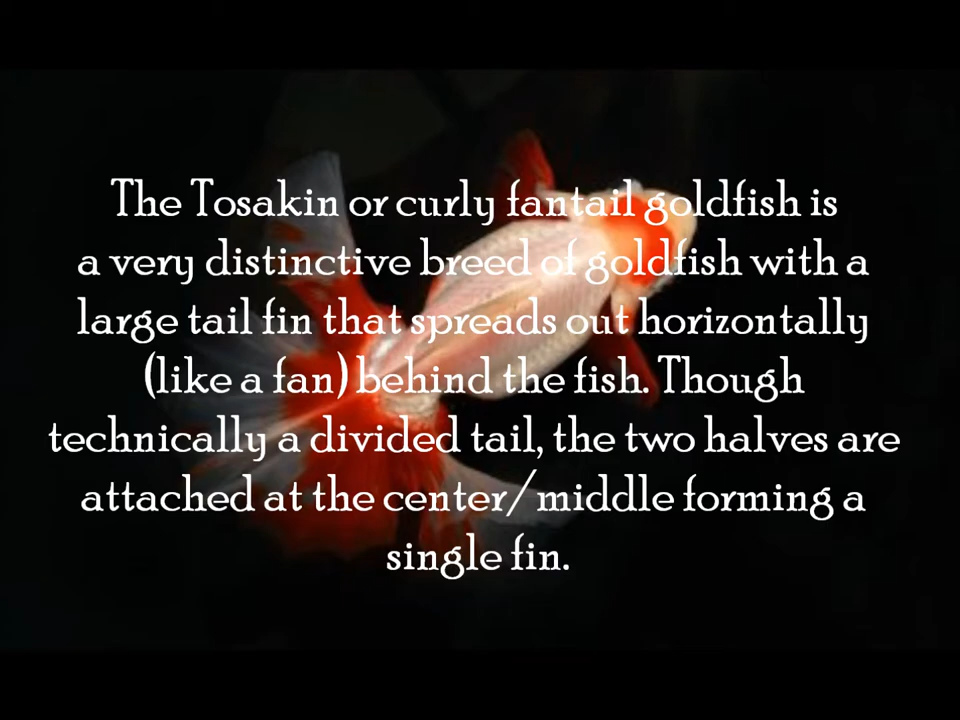 The Tosakin or curly fantail goldfish is
a very distinctive breed of goldfish with a
large tail fin that spreads out horizontally
(like a fan) behind the fish. Though
technically a divided tail, the two halves are
attached at the center/middle forming a
single fin.